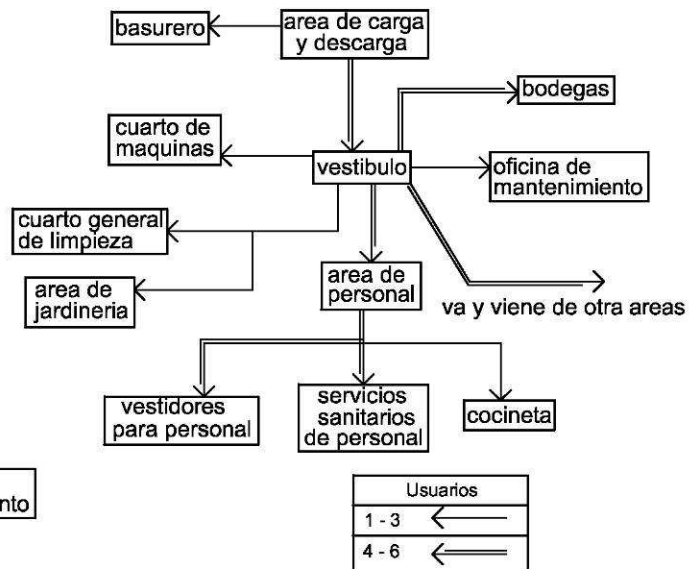 basurero
area de carga
y descarga
bodegas
cuarto de
maquinas
vestibulo
oficina de
mantenimiento
cuarto general
de limpieza
area de
jardineria
area de
personal
va y viene de otra areas
vestidores
para personal
servicios
sanitarios
de personal
cocineta
nto
Usuarios
1 - 3
4 - 6